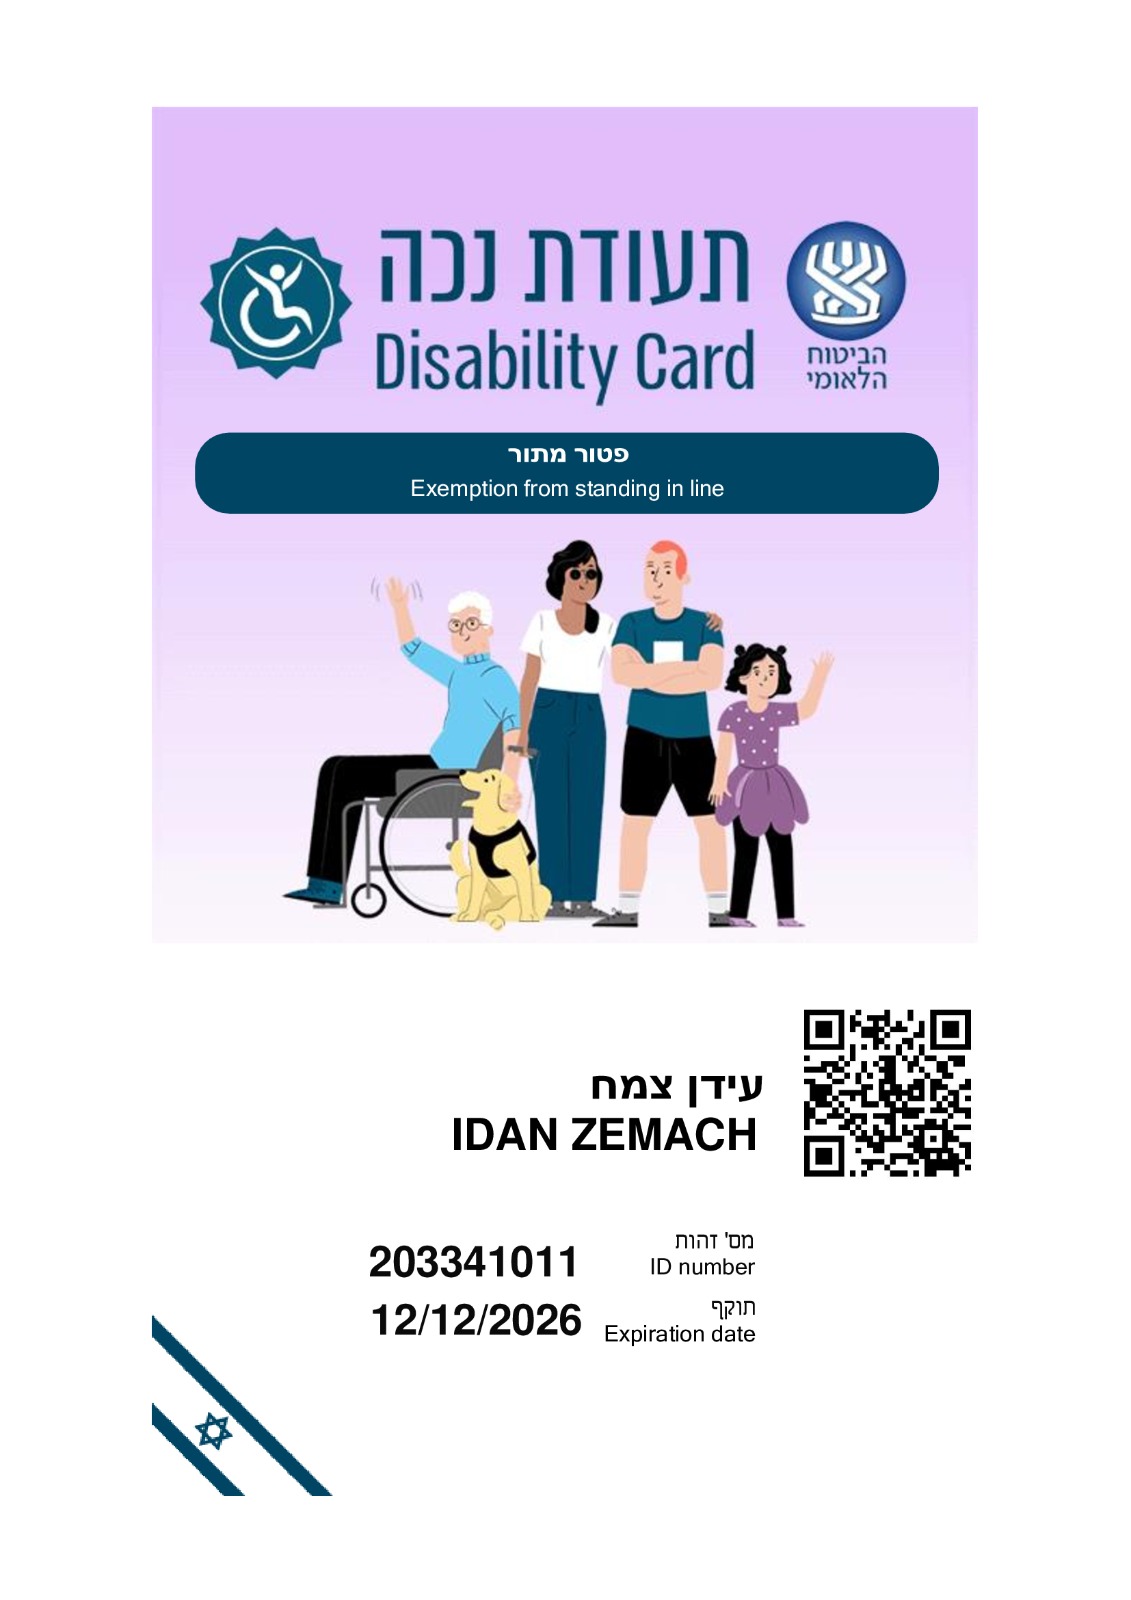 תעודת נכה
Disability Card
הביטוח
הלאומי
פטור מתור
Exemption from standing in line
עידן צמח
IDAN ZEMACH
מס' זהות
ID number
203341011
תוקף
Expiration date
12/12/2026